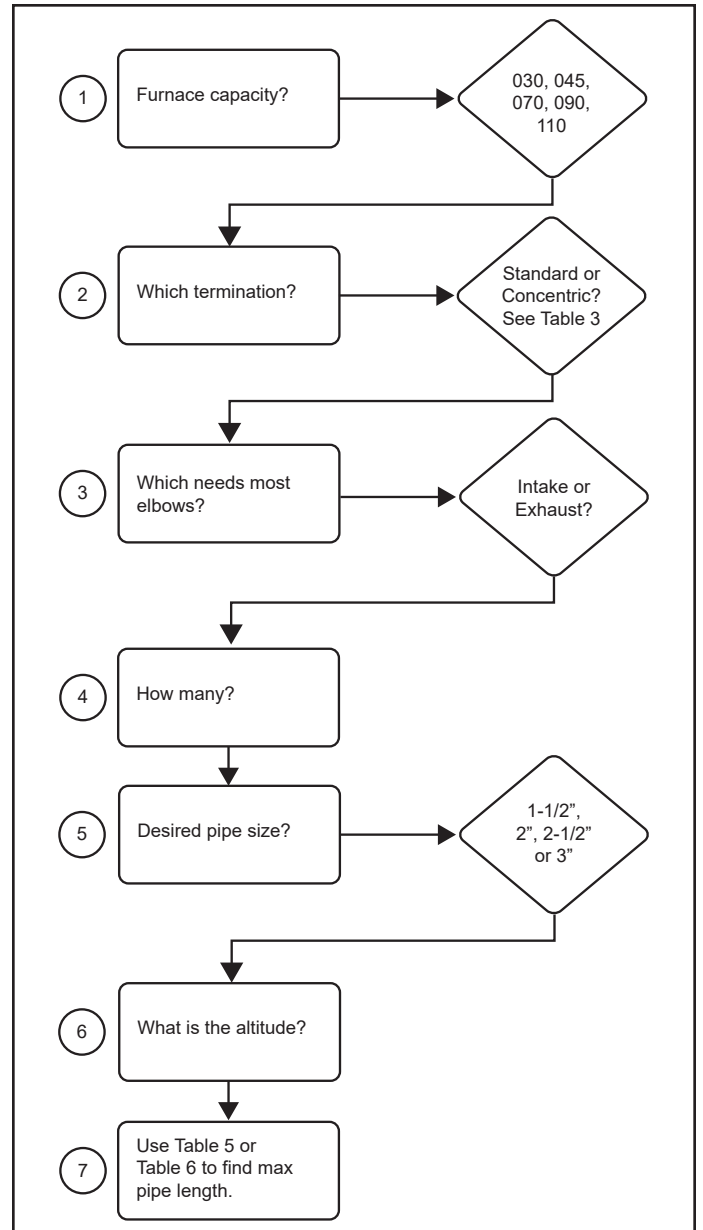 1
Furnace capacity?
030, 045,
070, 090,
110
2
Which termination?
Standard or
Concentric?
See Table 3
3
Which needs most
elbows?
Intake or
Exhaust?
4
How many?
5
Desired pipe size?
1-1/2”,
2”, 2-1/2”
or 3”
6
What is the altitude?
7
Use Table 5 or
Table 6 to find max
pipe length.